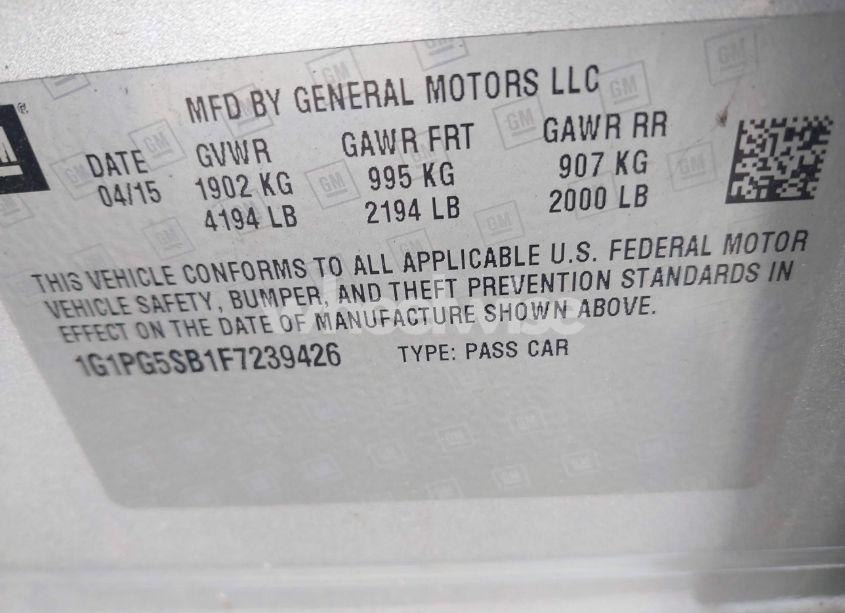 MFD BY GENERAL MOTORS LLC
DATE GVWR GAWR FRT GAWR RR
04/15 1902 KG 995 KG 907 KG
4194 LB 2194 LB 2000 LB
THIS VEHICLE CONFORMS TO ALL APPLICABLE U.S. FEDERAL MOTOR
VEHICLE SAFETY, BUMPER, AND THEFT PREVENTION STANDARDS IN
EFFECT ON THE DATE OF MANUFACTURE SHOWN ABOVE.
1G1PG5SB1F7239426 TYPE: PASS CAR
wheelwise
GM